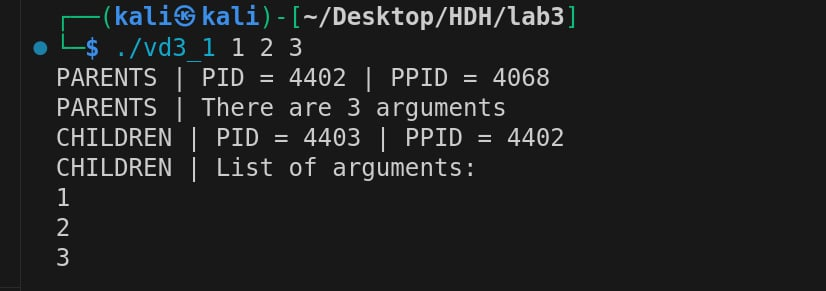 ┌──(kali㉿kali)-[~/Desktop/HDH/lab3]
└─$ ./vd3_1 1 2 3
PARENTS | PID = 4402 | PPID = 4068
PARENTS | There are 3 arguments
CHILDREN | PID = 4403 | PPID = 4402
CHILDREN | List of arguments:
1
2
3